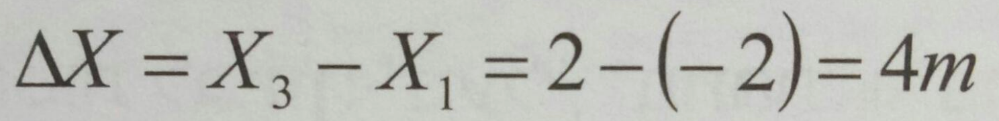 ΔX = X₃ − X₁ = 2 − (−2) = 4m